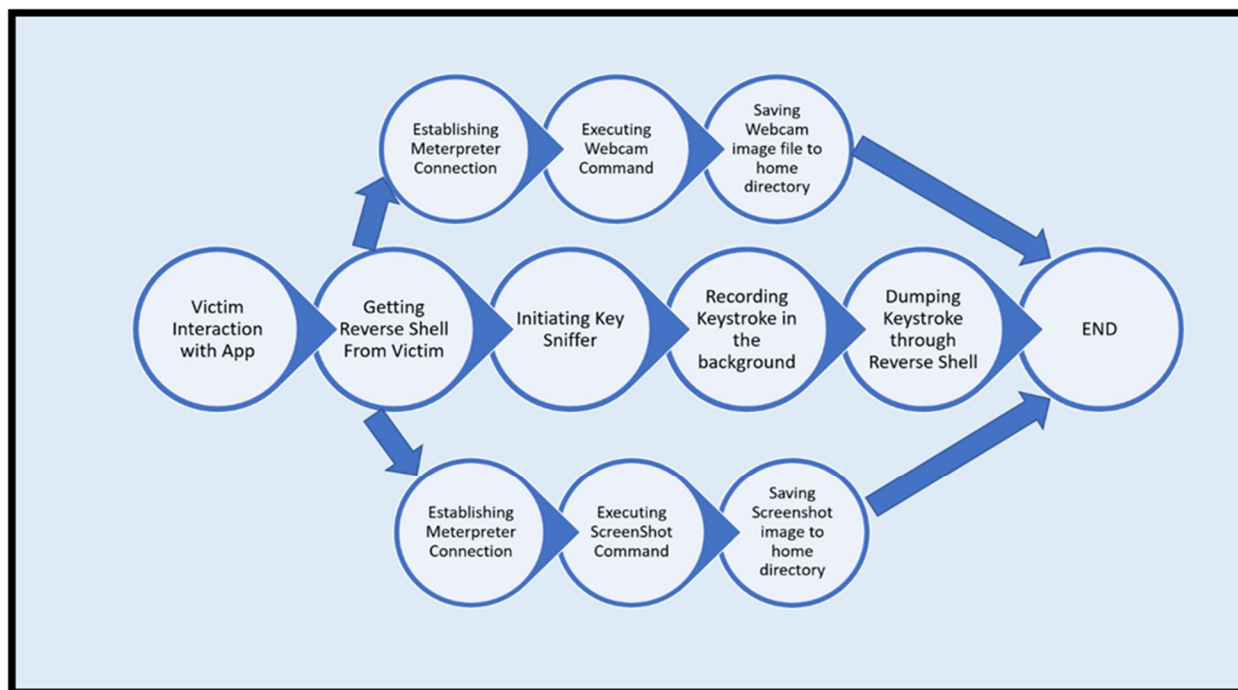 Establishing
Meterpreter
Connection
Executing
Webcam
Command
Saving
Webcam
image file to
home
directory
Victim
Interaction
with App
Getting
Reverse Shell
From Victim
Initiating Key
Sniffer
Recording
Keystroke in
the
background
Dumping
Keystroke
through
Reverse Shell
END
Establishing
Meterpreter
Connection
Executing
ScreenShot
Command
Saving
Screenshot
image to
home
directory